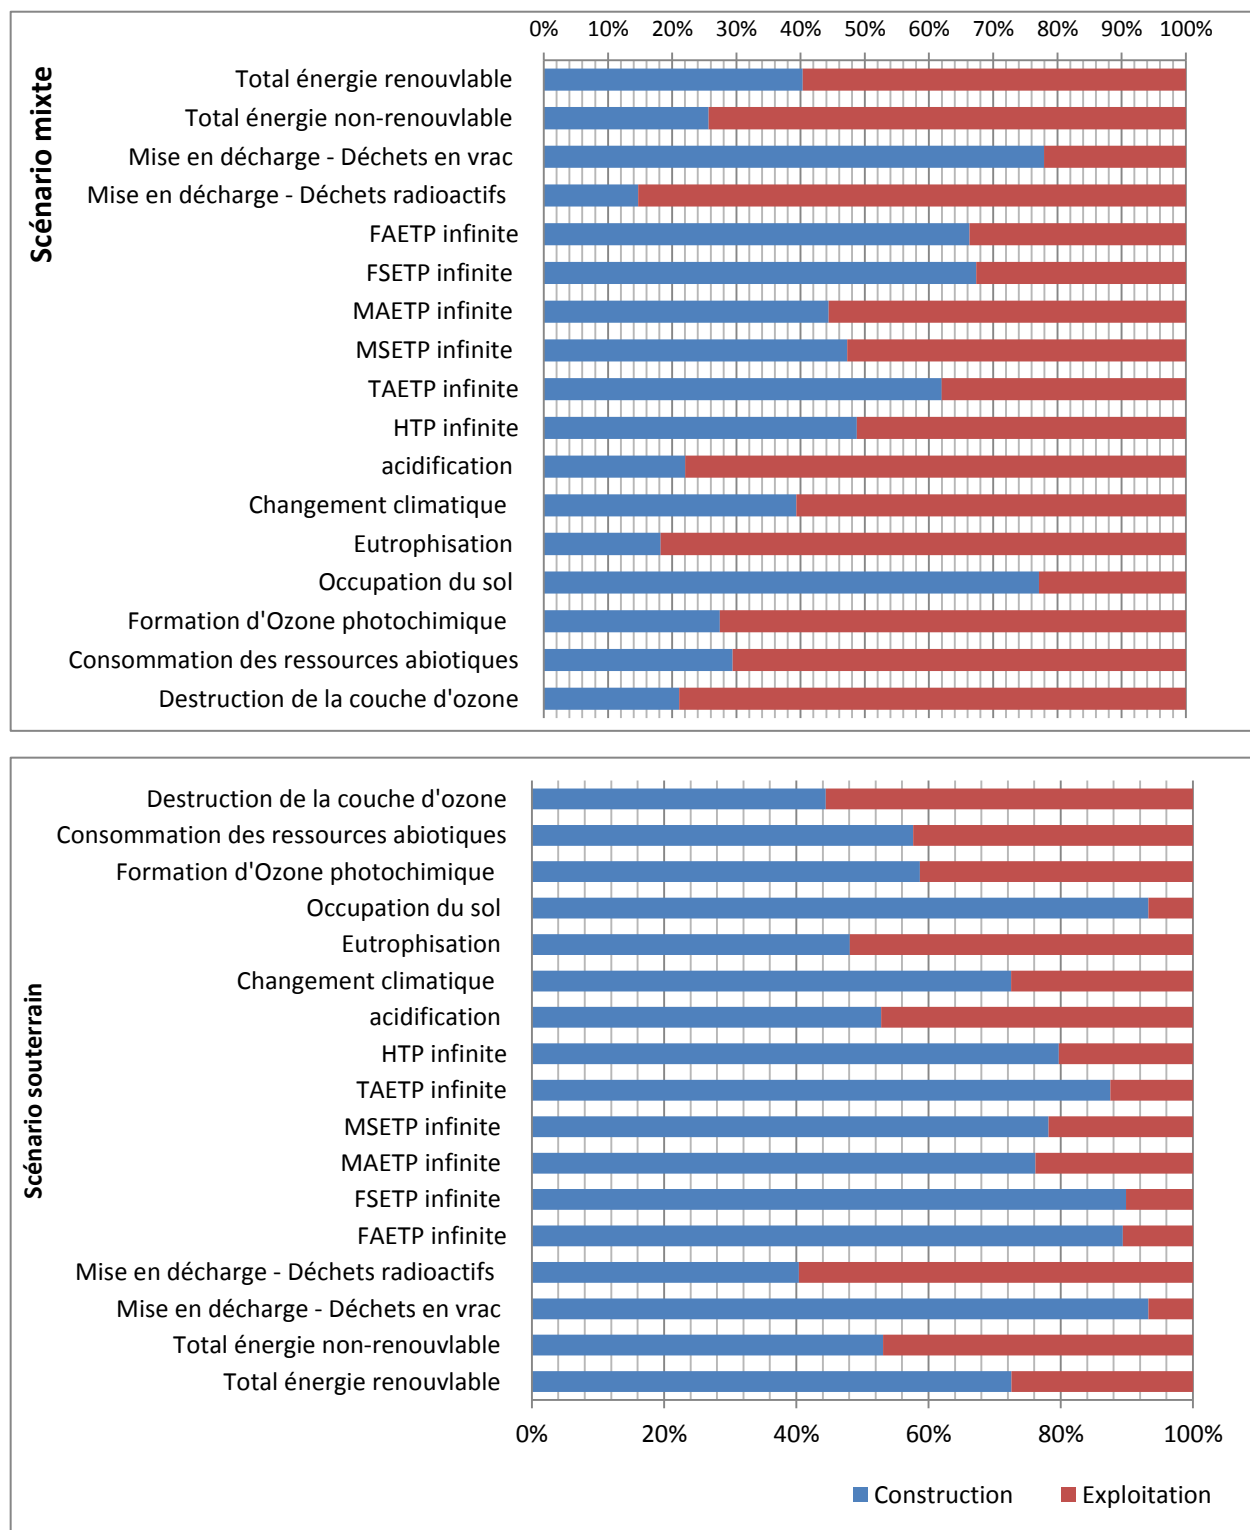 0% 10% 20% 30% 40% 50% 60% 70% 80% 90% 100%
Scénario mixte
Total énergie renouvlable
Total énergie non-renouvlable
Mise en décharge - Déchets en vrac
Mise en décharge - Déchets radioactifs
FAETP infinite
FSETP infinite
MAETP infinite
MSETP infinite
TAETP infinite
HTP infinite
acidification
Changement climatique
Eutrophisation
Occupation du sol
Formation d'Ozone photochimique
Consommation des ressources abiotiques
Destruction de la couche d'ozone
Scénario souterrain
Destruction de la couche d'ozone
Consommation des ressources abiotiques
Formation d'Ozone photochimique
Occupation du sol
Eutrophisation
Changement climatique
acidification
HTP infinite
TAETP infinite
MSETP infinite
MAETP infinite
FSETP infinite
FAETP infinite
Mise en décharge - Déchets radioactifs
Mise en décharge - Déchets en vrac
Total énergie non-renouvlable
Total énergie renouvlable
0% 20% 40% 60% 80% 100%
Construction Exploitation